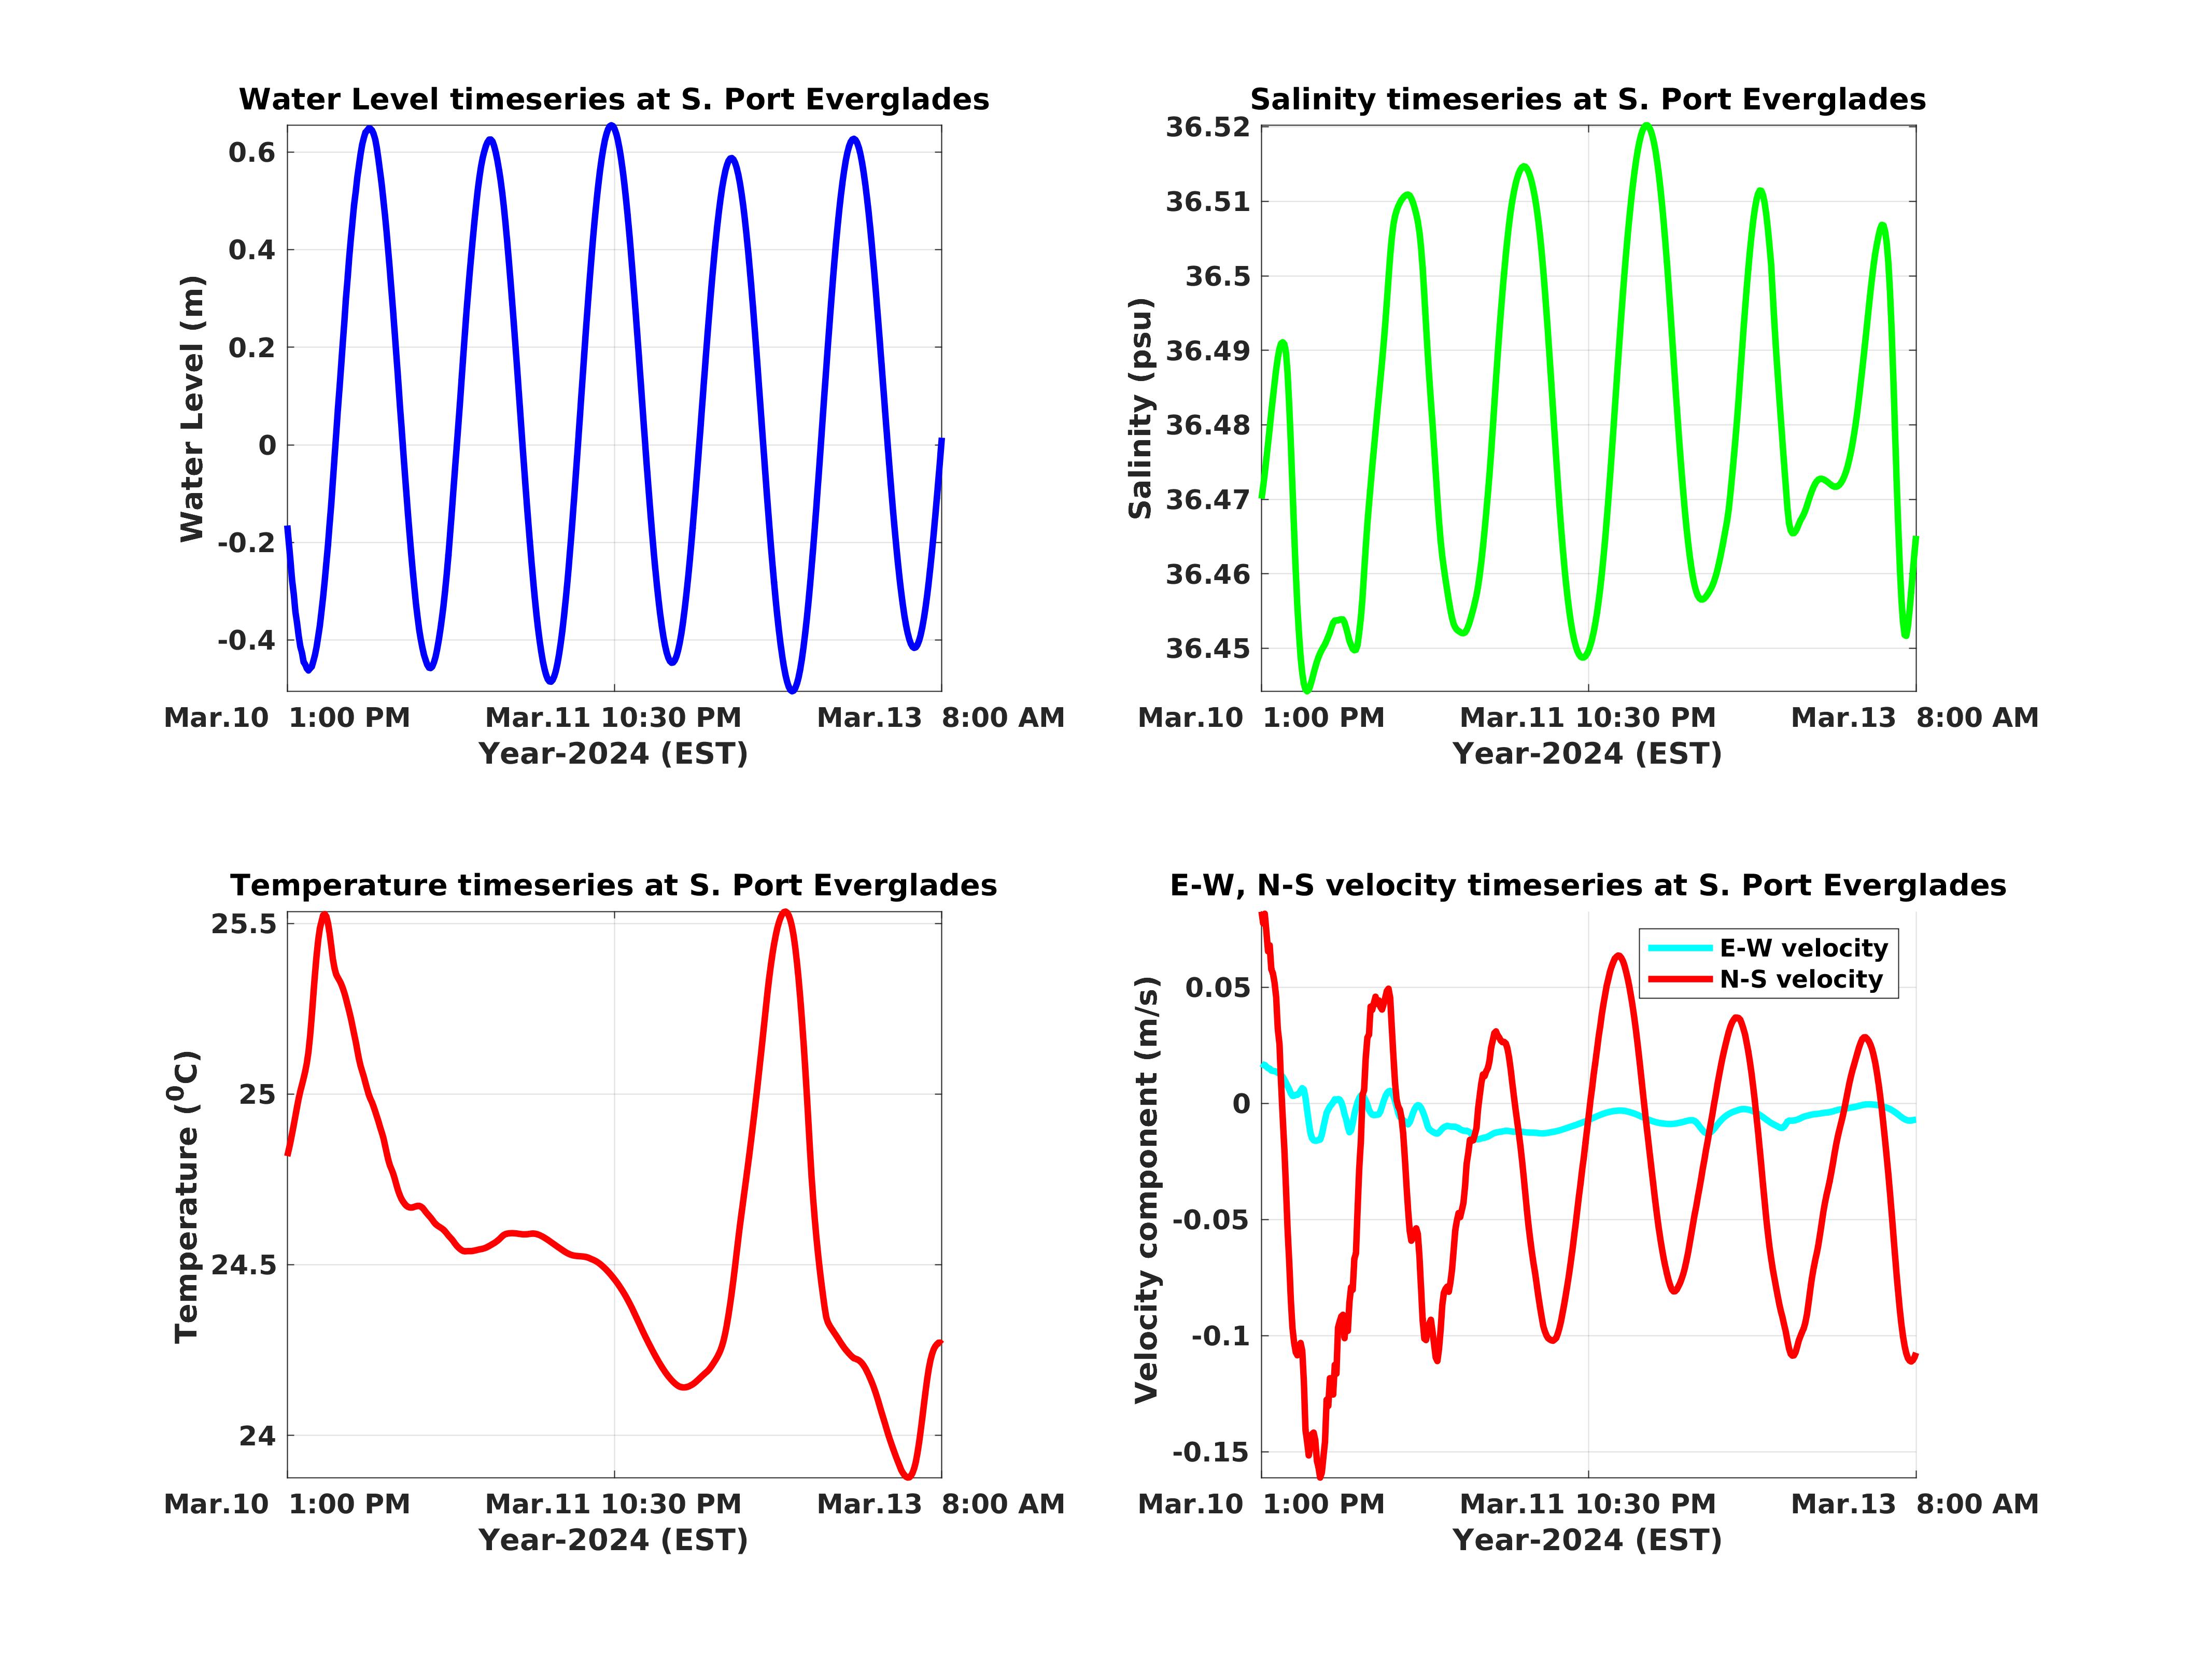 Water Level timeseries at S. Port Everglades
0.6
0.4
0.2
0
-0.2
-0.4
Water Level (m)
Mar.10 1:00 PM Mar.11 10:30 PM Mar.13 8:00 AM
Year-2024 (EST)
Salinity timeseries at S. Port Everglades
36.52
36.51
36.5
36.49
36.48
36.47
36.46
36.45
Salinity (psu)
Mar.10 1:00 PM Mar.11 10:30 PM Mar.13 8:00 AM
Year-2024 (EST)
Temperature timeseries at S. Port Everglades
25.5
25
24.5
24
Temperature (⁰C)
Mar.10 1:00 PM Mar.11 10:30 PM Mar.13 8:00 AM
Year-2024 (EST)
E-W, N-S velocity timeseries at S. Port Everglades
E-W velocity
N-S velocity
0.05
0
-0.05
-0.1
-0.15
Velocity component (m/s)
Mar.10 1:00 PM Mar.11 10:30 PM Mar.13 8:00 AM
Year-2024 (EST)